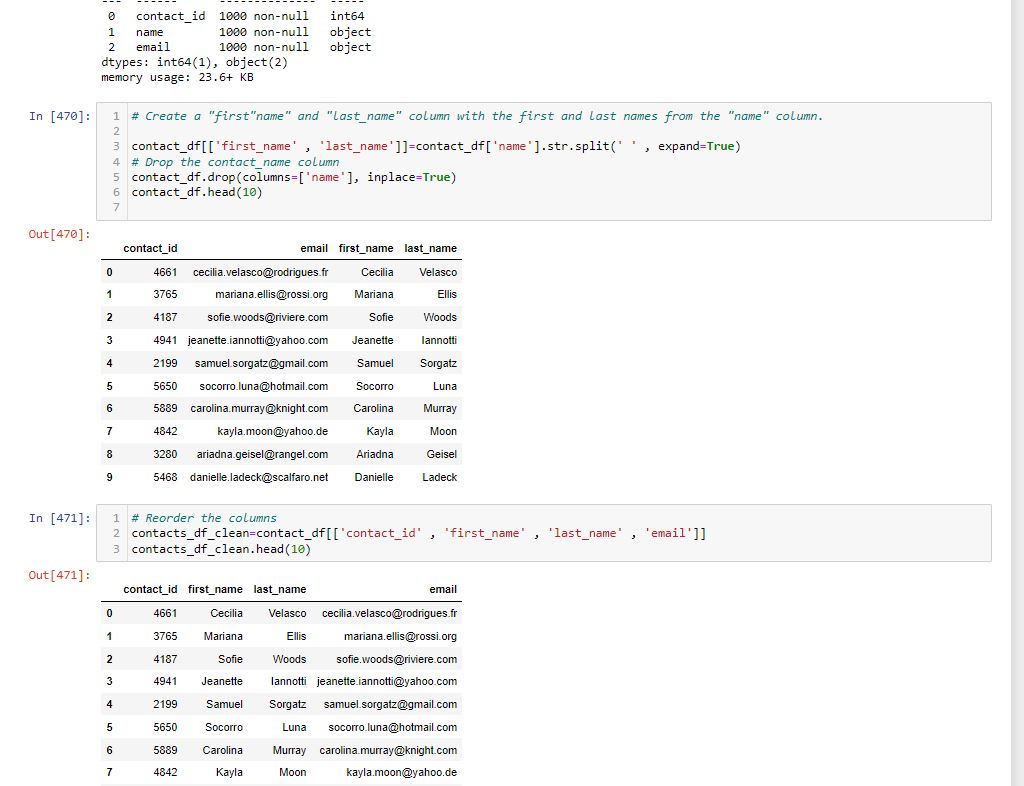 --- ------ -------------- -----
0 contact_id 1000 non-null int64
1 name 1000 non-null object
2 email 1000 non-null object
dtypes: int64(1), object(2)
memory usage: 23.6+ KB
In [470]:
1 # Create a "first"name" and "last_name" column with the first and last names from the "name" column.
2
3 contact_df[['first_name' , 'last_name']]=contact_df['name'].str.split(' ' , expand=True)
4 # Drop the contact_name column
5 contact_df.drop(columns=['name'], inplace=True)
6 contact_df.head(10)
7
Out[470]:
contact_id email first_name last_name
0 4661 cecilia.velasco@rodrigues.fr Cecilia Velasco
1 3765 mariana.ellis@rossi.org Mariana Ellis
2 4187 sofie.woods@riviere.com Sofie Woods
3 4941 jeanette.iannotti@yahoo.com Jeanette Iannotti
4 2199 samuel.sorgatz@gmail.com Samuel Sorgatz
5 5650 socorro.luna@hotmail.com Socorro Luna
6 5889 carolina.murray@knight.com Carolina Murray
7 4842 kayla.moon@yahoo.de Kayla Moon
8 3280 ariadna.geisel@rangel.com Ariadna Geisel
9 5468 danielle.ladeck@scalfaro.net Danielle Ladeck
In [471]:
1 # Reorder the columns
2 contacts_df_clean=contact_df[['contact_id' , 'first_name' , 'last_name' , 'email']]
3 contacts_df_clean.head(10)
Out[471]:
contact_id first_name last_name email
0 4661 Cecilia Velasco cecilia.velasco@rodrigues.fr
1 3765 Mariana Ellis mariana.ellis@rossi.org
2 4187 Sofie Woods sofie.woods@riviere.com
3 4941 Jeanette Iannotti jeanette.iannotti@yahoo.com
4 2199 Samuel Sorgatz samuel.sorgatz@gmail.com
5 5650 Socorro Luna socorro.luna@hotmail.com
6 5889 Carolina Murray carolina.murray@knight.com
7 4842 Kayla Moon kayla.moon@yahoo.de